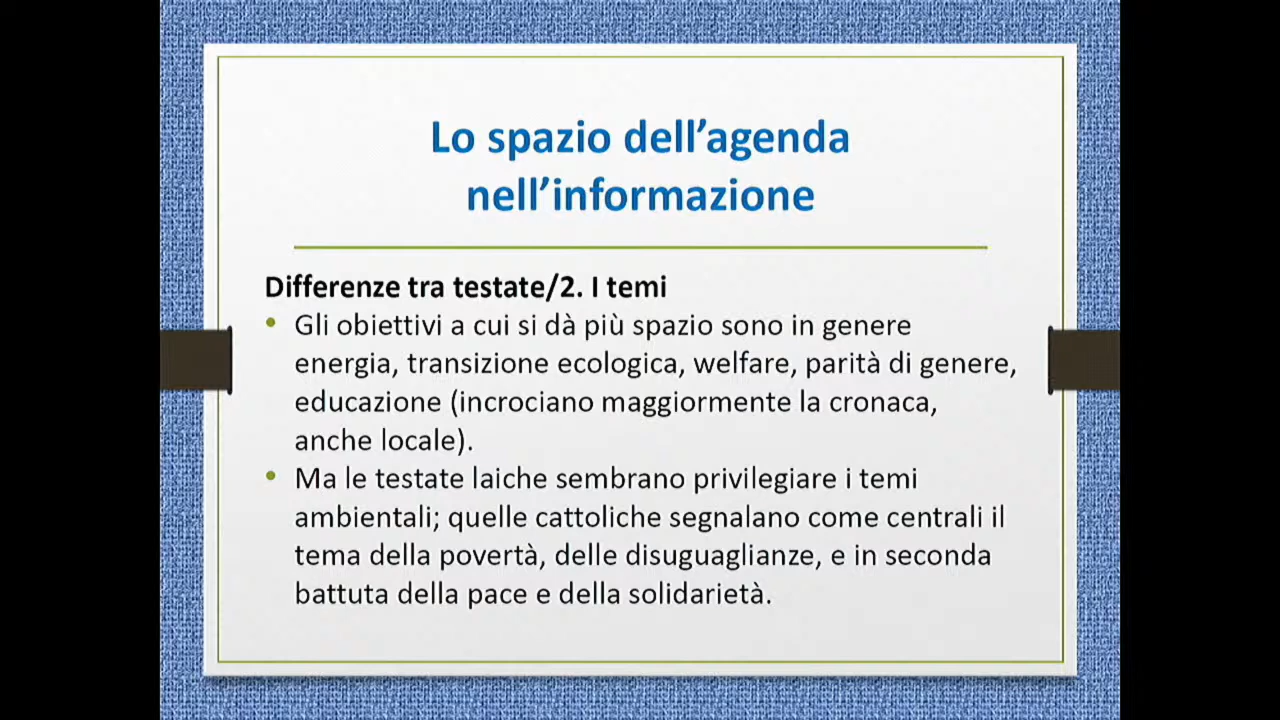 Lo spazio dell’agenda
nell’informazione
Differenze tra testate/2. I temi
• Gli obiettivi a cui si dà più spazio sono in genere
energia, transizione ecologica, welfare, parità di genere,
educazione (incrociano maggiormente la cronaca,
anche locale).
• Ma le testate laiche sembrano privilegiare i temi
ambientali; quelle cattoliche segnalano come centrali il
tema della povertà, delle disuguaglianze, e in seconda
battuta della pace e della solidarietà.